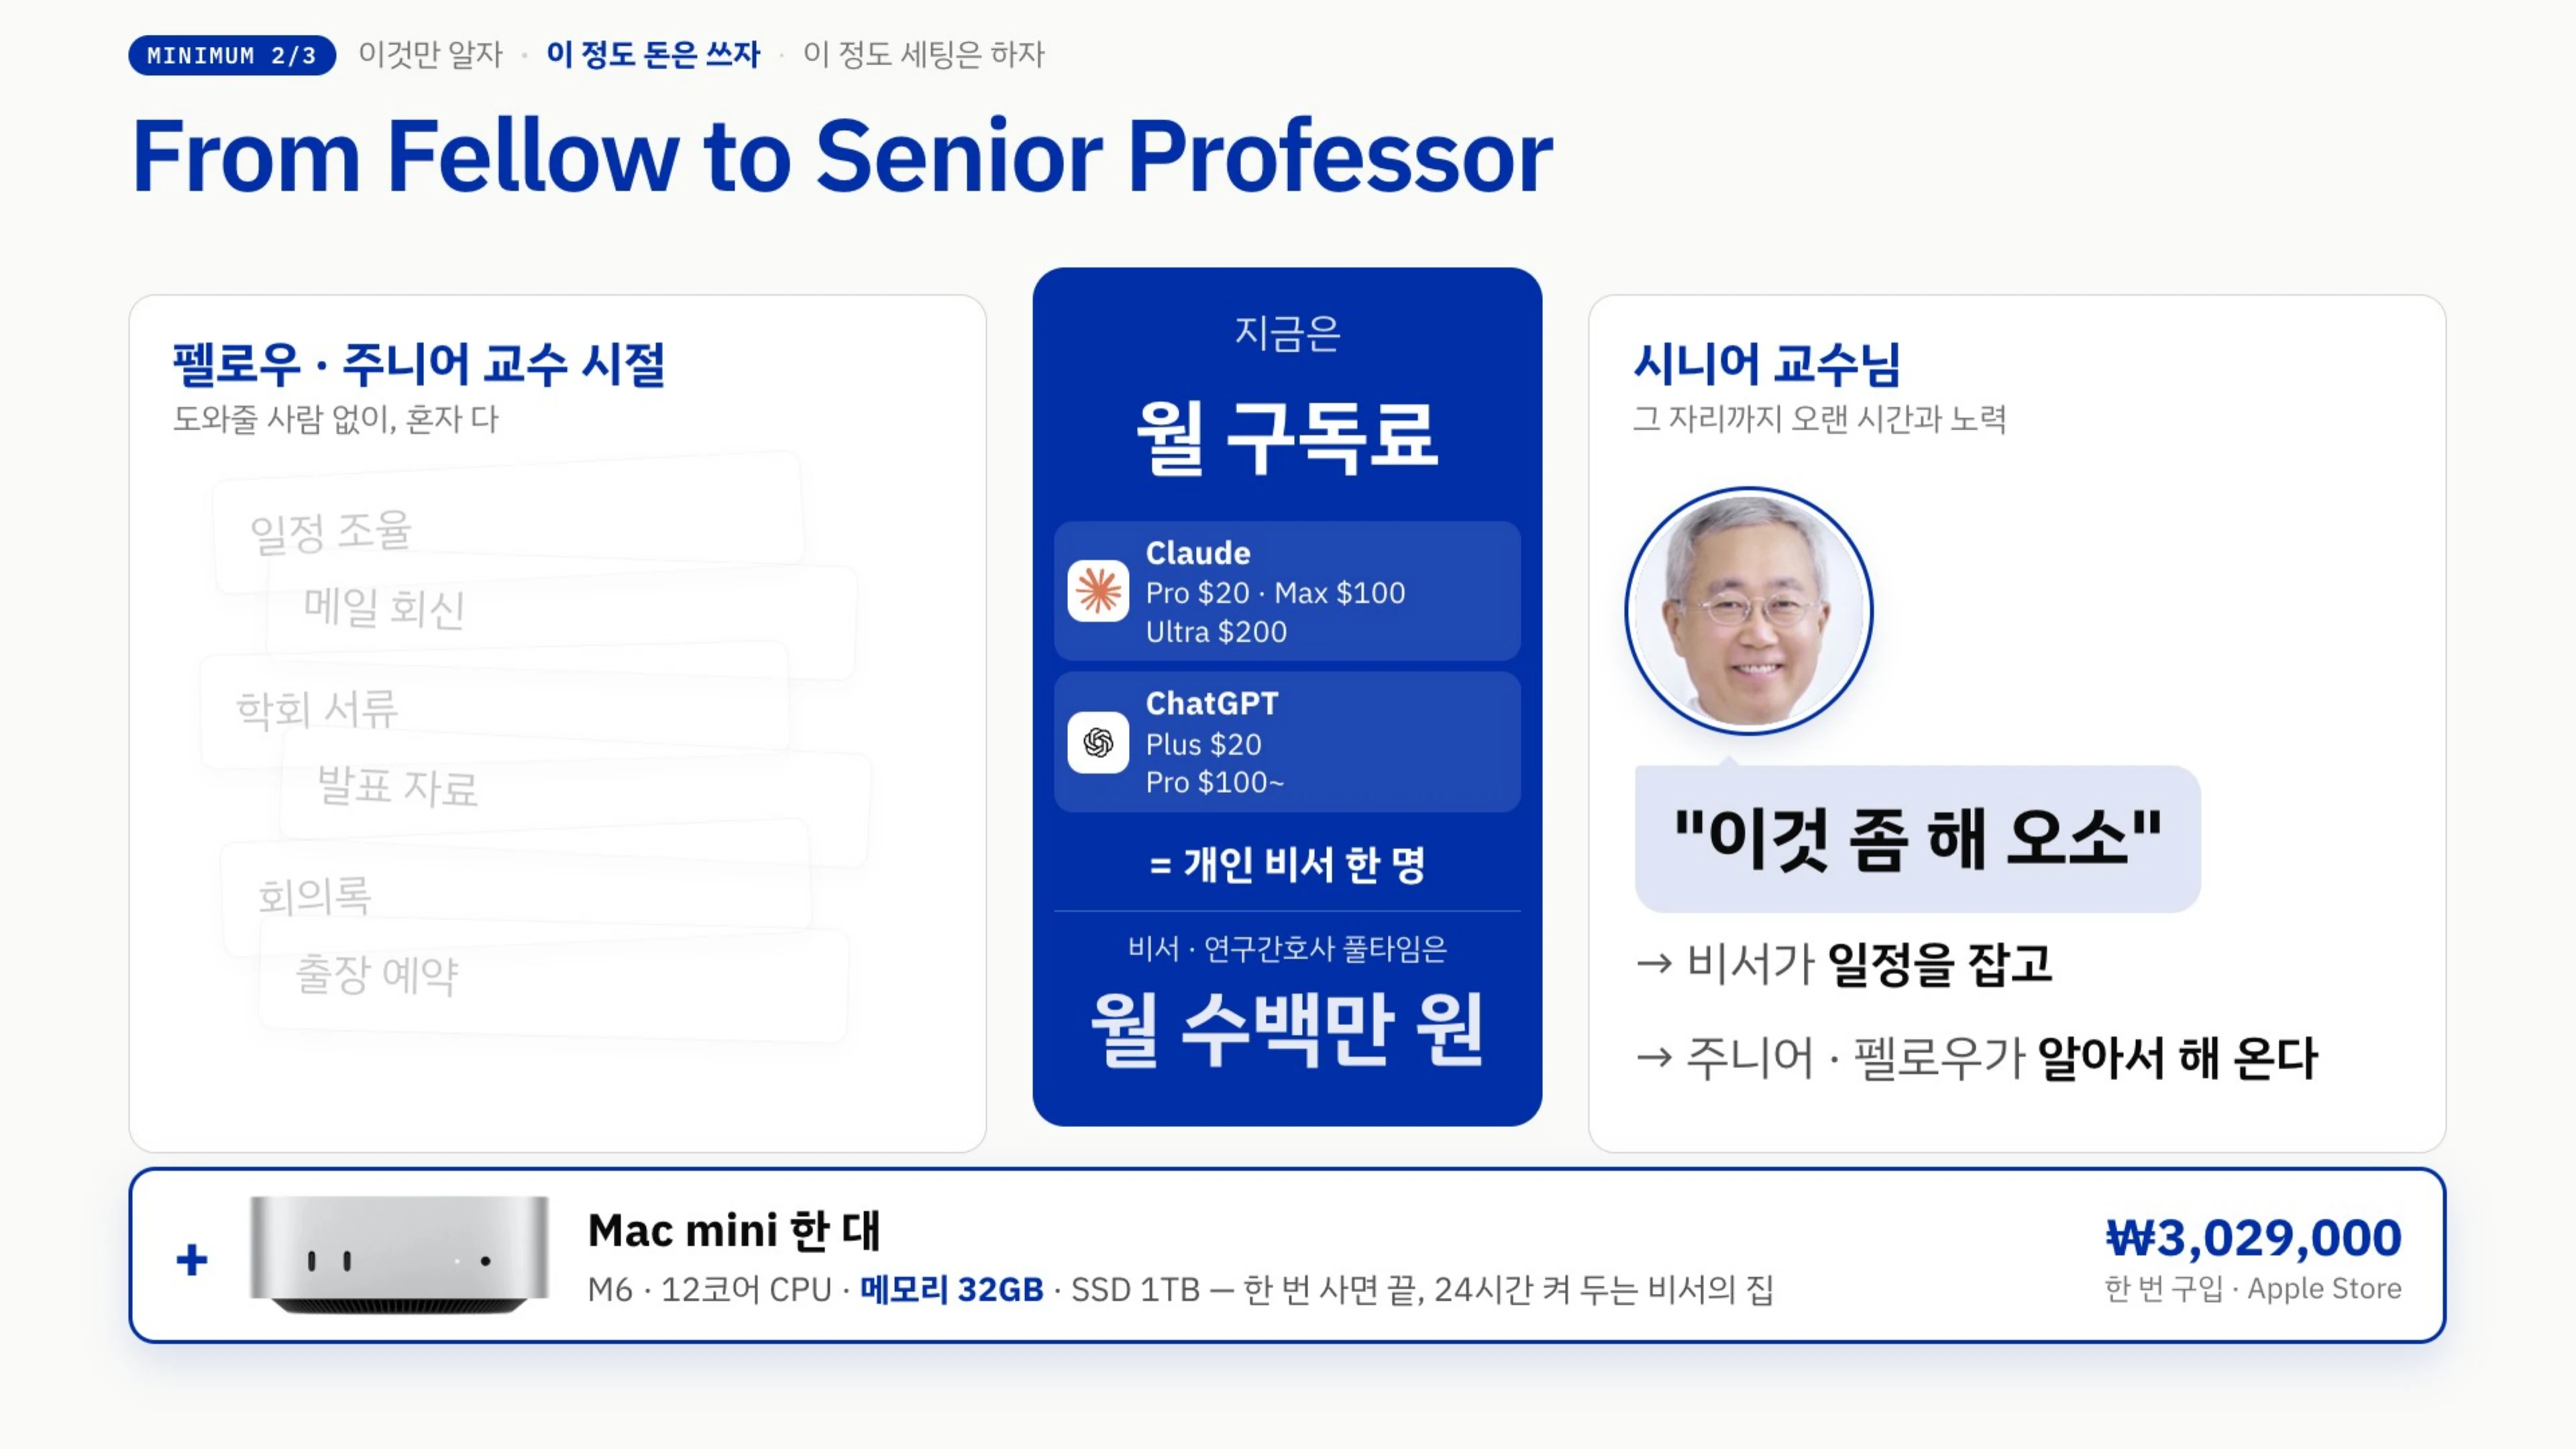 MINIMUM 2/3 이것만 알자 · 이 정도 돈은 쓰자 · 이 정도 세팅은 하자
From Fellow to Senior Professor
펠로우 · 주니어 교수 시절
도와줄 사람 없이, 혼자 다
일정 조율
메일 회신
학회 서류
발표 자료
회의록
출장 예약
지금은
월 구독료
Claude
Pro $20 · Max $100
Ultra $200
ChatGPT
Plus $20
Pro $100~
= 개인 비서 한 명
비서 · 연구간호사 풀타임은
월 수백만 원
시니어 교수님
그 자리까지 오랜 시간과 노력
"이것 좀 해 오소"
→ 비서가 일정을 잡고
→ 주니어 · 펠로우가 알아서 해 온다
+
Mac mini 한 대
M6 · 12코어 CPU · 메모리 32GB · SSD 1TB — 한 번 사면 끝, 24시간 켜 두는 비서의 집
₩3,029,000
한 번 구입 · Apple Store